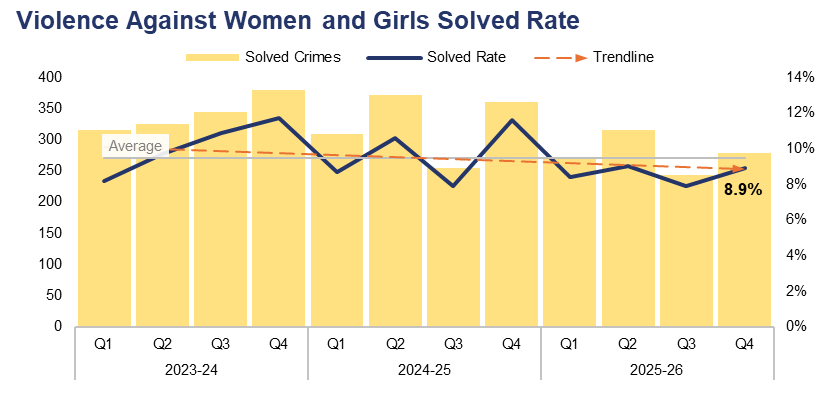 Violence Against Women and Girls Solved Rate
Solved Crimes Solved Rate Trendline
400 14%
350 12%
300 10%
250 8%
200 6%
150 4%
100 2%
50 0%
0
Average
8.9%
Q1 Q2 Q3 Q4 Q1 Q2 Q3 Q4 Q1 Q2 Q3 Q4
2023-24 2024-25 2025-26